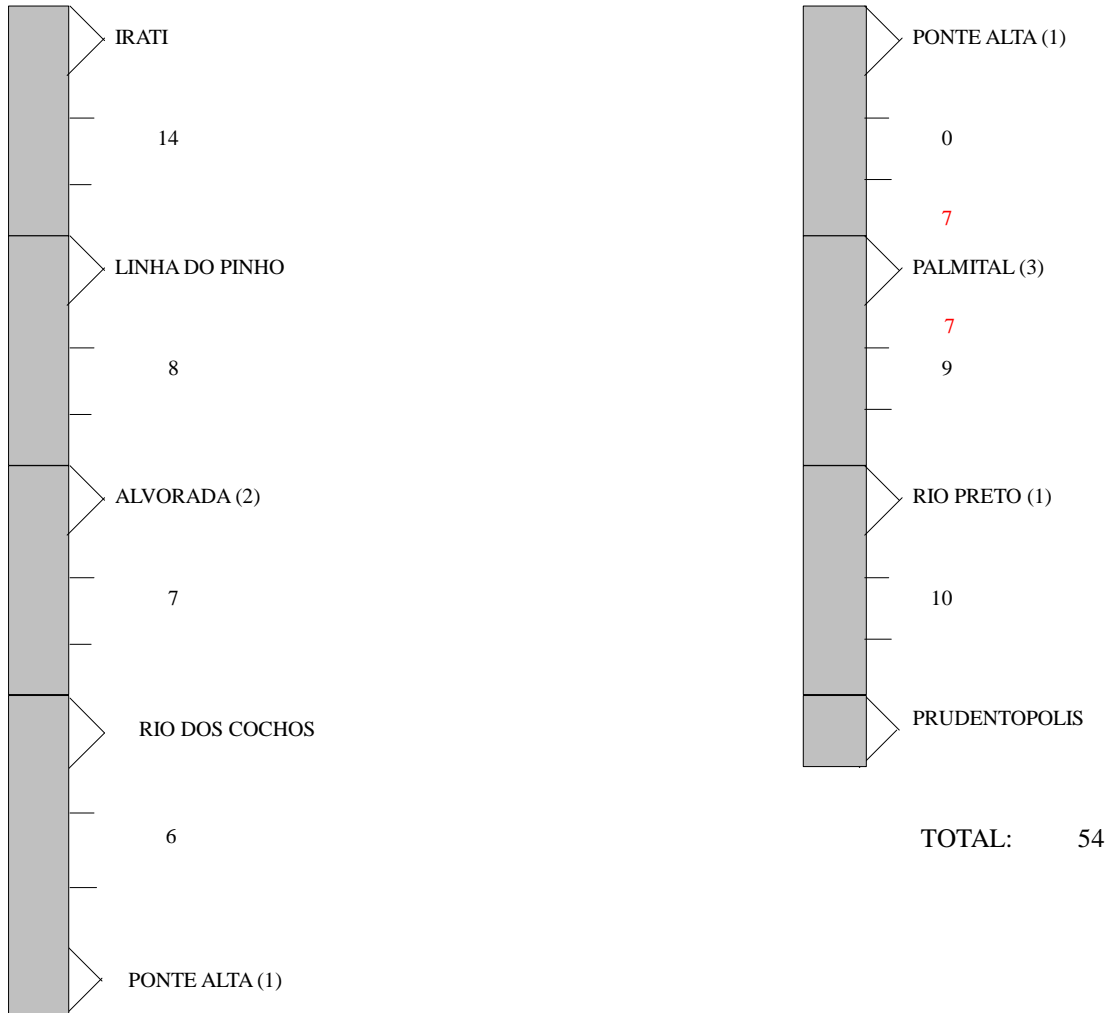 IRATI
14
LINHA DO PINHO
8
ALVORADA (2)
7
RIO DOS COCHOS
6
PONTE ALTA (1)
PONTE ALTA (1)
0
7
PALMITAL (3)
7
9
RIO PRETO (1)
10
PRUDENTOPOLIS
TOTAL: 54